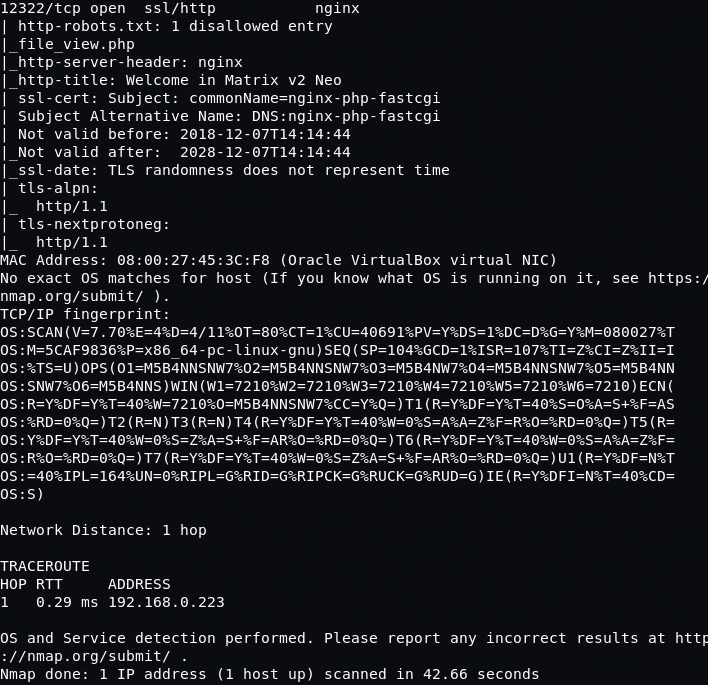 12322/tcp open  ssl/http            nginx
| http-robots.txt: 1 disallowed entry
|_file_view.php
|_http-server-header: nginx
|_http-title: Welcome in Matrix v2 Neo
| ssl-cert: Subject: commonName=nginx-php-fastcgi
| Subject Alternative Name: DNS:nginx-php-fastcgi
| Not valid before: 2018-12-07T14:14:44
|_Not valid after:  2028-12-07T14:14:44
|_ssl-date: TLS randomness does not represent time
| tls-alpn:
|_  http/1.1
| tls-nextprotoneg:
|_  http/1.1
MAC Address: 08:00:27:45:3C:F8 (Oracle VirtualBox virtual NIC)
No exact OS matches for host (If you know what OS is running on it, see https:/
nmap.org/submit/ ).
TCP/IP fingerprint:
OS:SCAN(V=7.70%E=4%D=4/11%OT=80%CT=1%CU=40691%PV=Y%DS=1%DC=D%G=Y%M=080027%T
OS:M=5CAF9836%P=x86_64-pc-linux-gnu)SEQ(SP=104%GCD=1%ISR=107%TI=Z%CI=Z%II=I
OS:%TS=U)OPS(O1=M5B4NNSNW7%O2=M5B4NNSNW7%O3=M5B4NW7%O4=M5B4NNSNW7%O5=M5B4NN
OS:SNW7%O6=M5B4NNS)WIN(W1=7210%W2=7210%W3=7210%W4=7210%W5=7210%W6=7210)ECN(
OS:R=Y%DF=Y%T=40%W=7210%O=M5B4NNSNW7%CC=Y%Q=)T1(R=Y%DF=Y%T=40%S=O%A=S+%F=AS
OS:%RD=0%Q=)T2(R=N)T3(R=N)T4(R=Y%DF=Y%T=40%W=0%S=A%A=Z%F=R%O=%RD=0%Q=)T5(R=
OS:Y%DF=Y%T=40%W=0%S=Z%A=S+%F=AR%O=%RD=0%Q=)T6(R=Y%DF=Y%T=40%W=0%S=A%A=Z%F=
OS:R%O=%RD=0%Q=)T7(R=Y%DF=Y%T=40%W=0%S=Z%A=S+%F=AR%O=%RD=0%Q=)U1(R=Y%DF=N%T
OS:=40%IPL=164%UN=0%RIPL=G%RID=G%RIPCK=G%RUCK=G%RUD=G)IE(R=Y%DFI=N%T=40%CD=
OS:S)
Network Distance: 1 hop
TRACEROUTE
HOP RTT     ADDRESS
1   0.29 ms 192.168.0.223
OS and Service detection performed. Please report any incorrect results at http
://nmap.org/submit/ .
Nmap done: 1 IP address (1 host up) scanned in 42.66 seconds